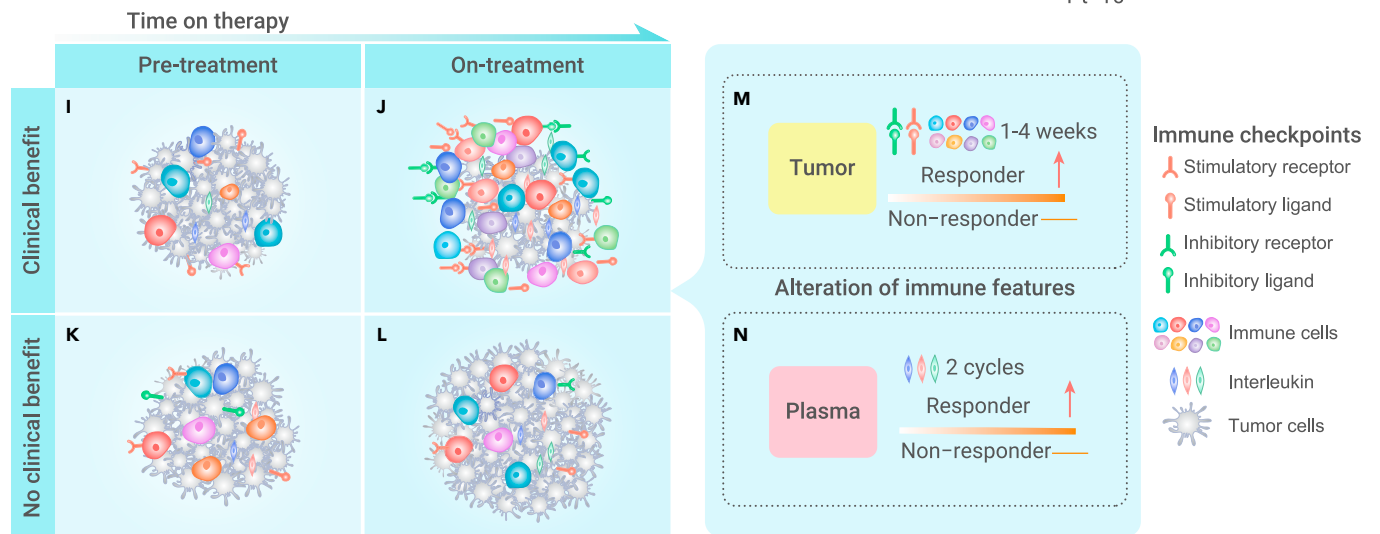 Time on therapy
Pre-treatment
On-treatment
Clinical benefit
No clinical benefit
I
J
K
L
M
Tumor
1-4 weeks
Responder
Non-responder
Alteration of immune features
N
Plasma
2 cycles
Responder
Non-responder
Immune checkpoints
Stimulatory receptor
Stimulatory ligand
Inhibitory receptor
Inhibitory ligand
Immune cells
Interleukin
Tumor cells